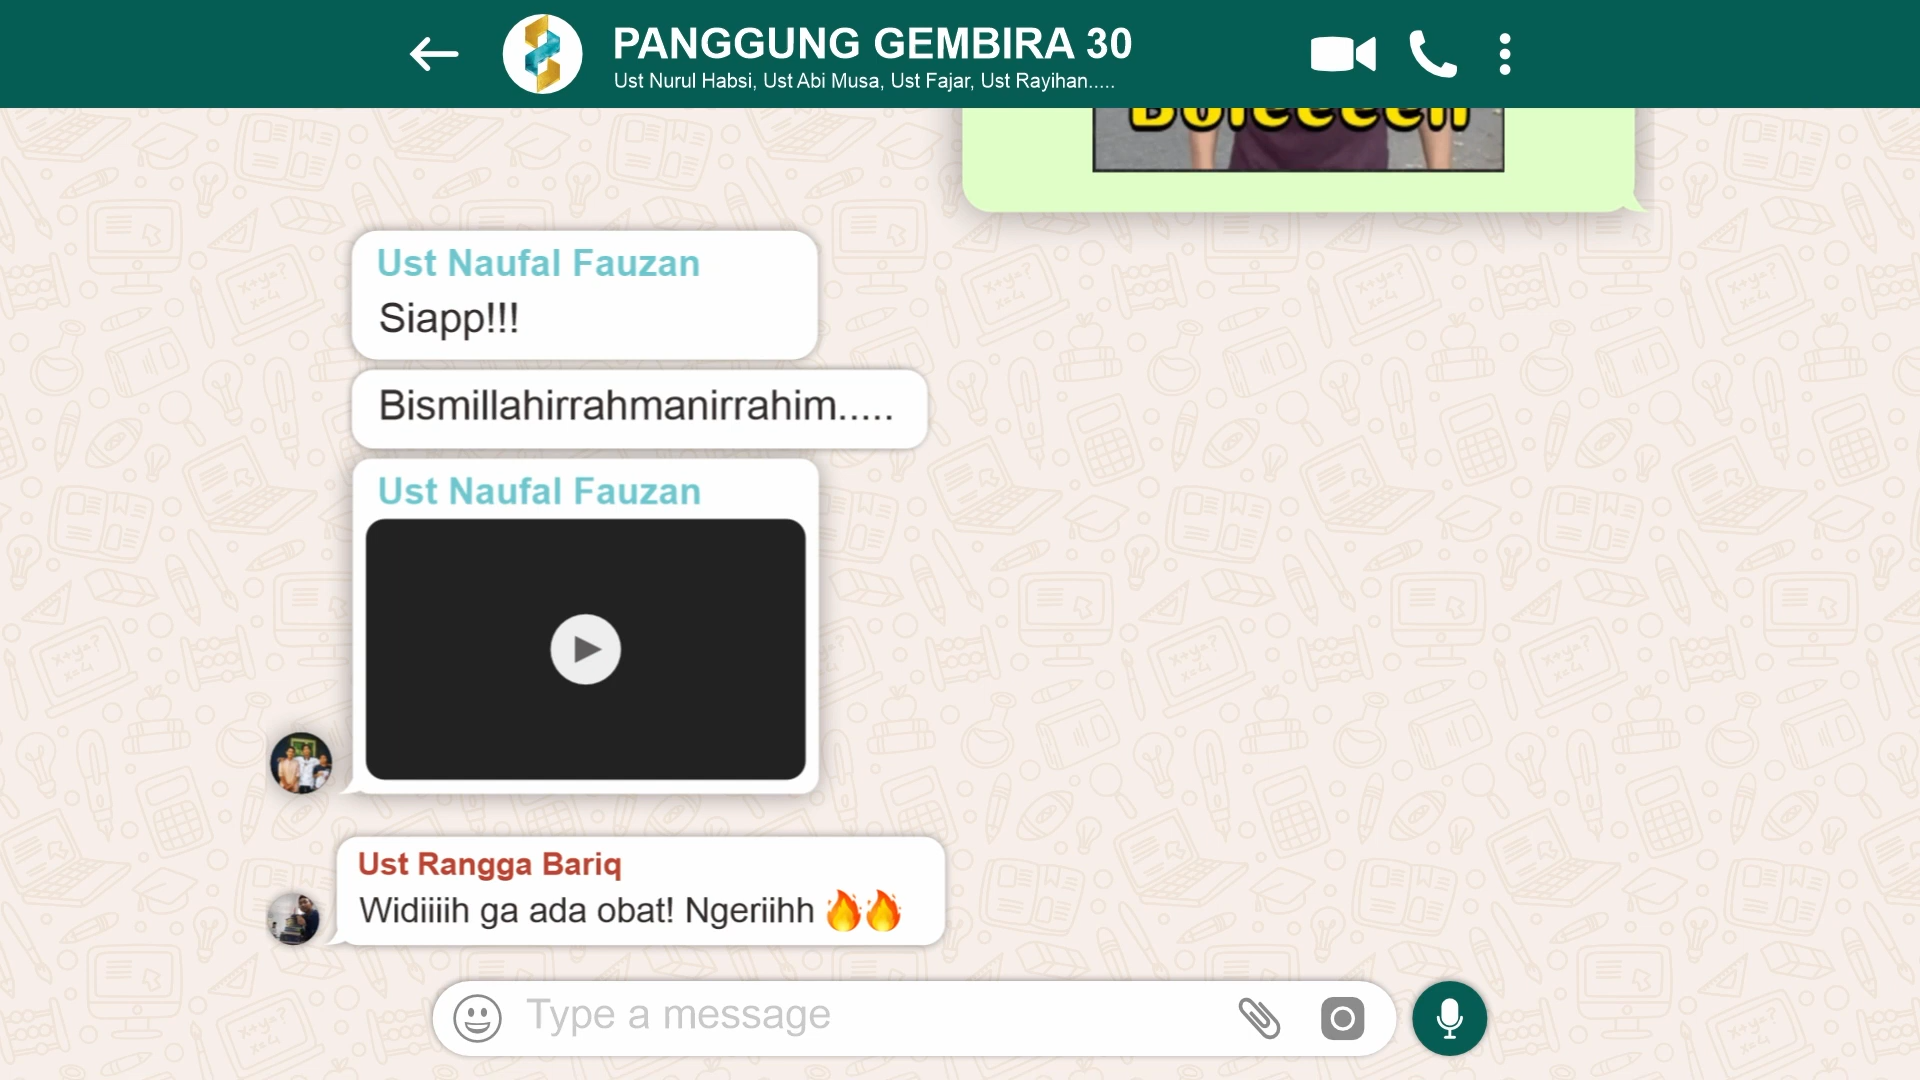 PANGGUNG GEMBIRA 30
Ust Nurul Habsi, Ust Abi Musa, Ust Fajar, Ust Rayihan.....
Ust Naufal Fauzan
Siapp!!!
Bismillahirrahmanirrahim.....
Ust Naufal Fauzan
Ust Rangga Bariq
Widiiiih ga ada obat! Ngeriihh 🔥🔥
Type a message